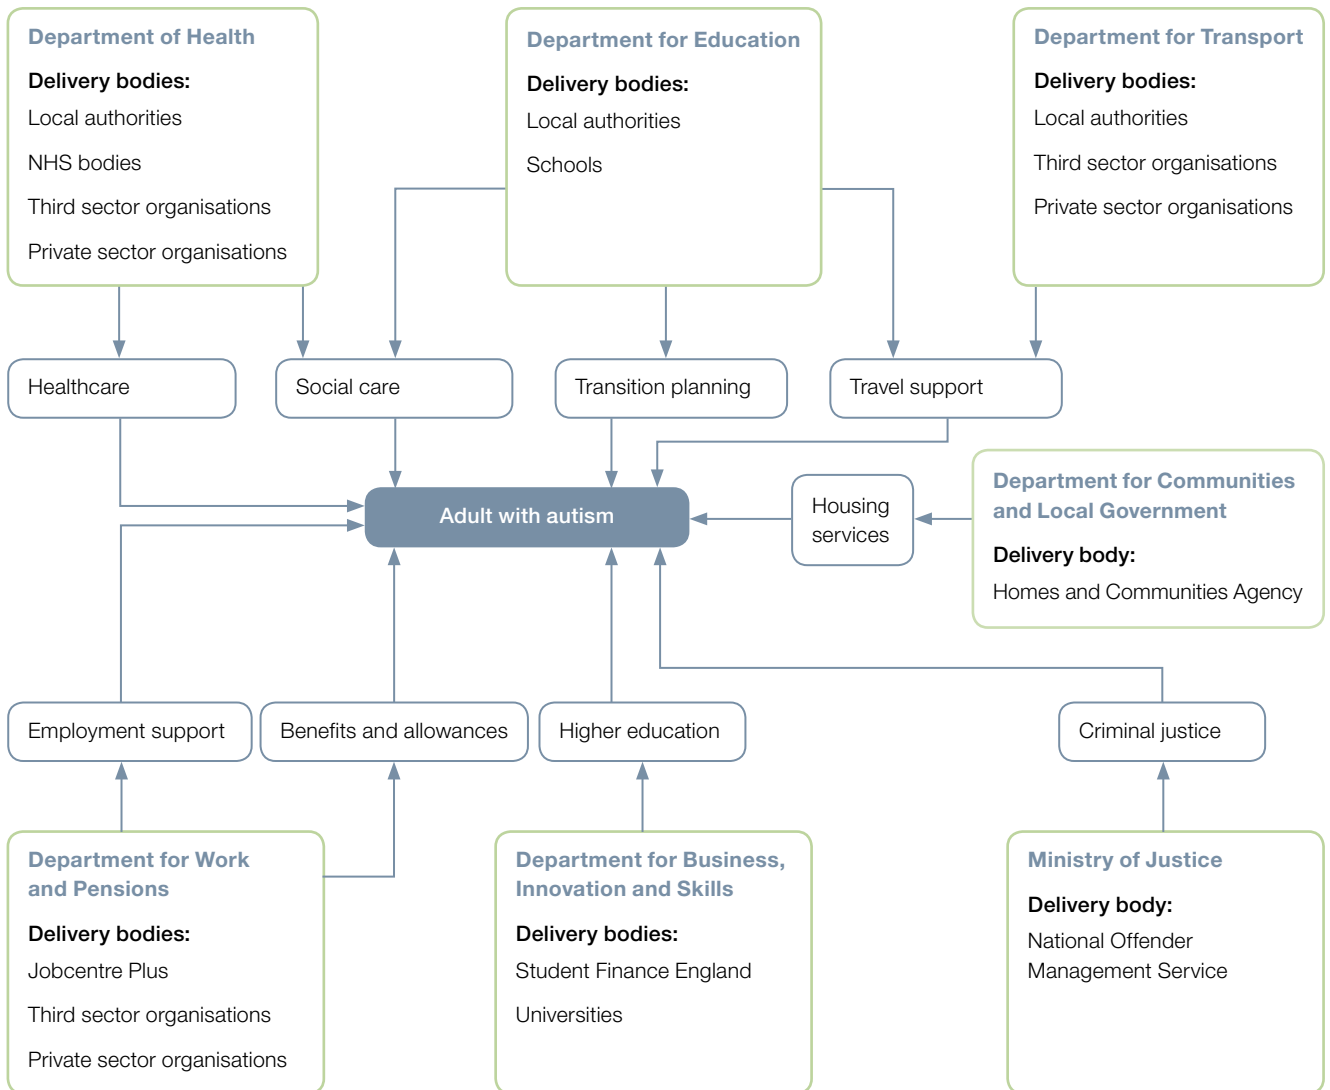 Department of Health
Delivery bodies:
Local authorities
NHS bodies
Third sector organisations
Private sector organisations
Department for Education
Delivery bodies:
Local authorities
Schools
Department for Transport
Delivery bodies:
Local authorities
Third sector organisations
Private sector organisations
Healthcare
Social care
Transition planning
Travel support
Adult with autism
Housing
services
Department for Communities
and Local Government
Delivery body:
Homes and Communities Agency
Employment support
Benefits and allowances
Higher education
Criminal justice
Department for Work
and Pensions
Delivery bodies:
Jobcentre Plus
Third sector organisations
Private sector organisations
Department for Business,
Innovation and Skills
Delivery bodies:
Student Finance England
Universities
Ministry of Justice
Delivery body:
National Offender
Management Service